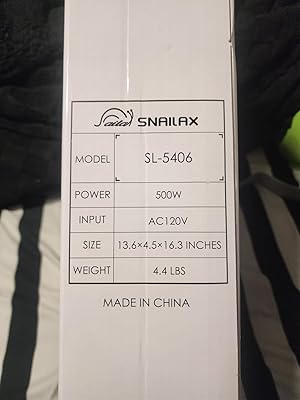 SNAILAX
MODEL SL-5406
POWER 500W
INPUT AC120V
SIZE 13.6×4.5×16.3 INCHES
WEIGHT 4.4 LBS
MADE IN CHINA